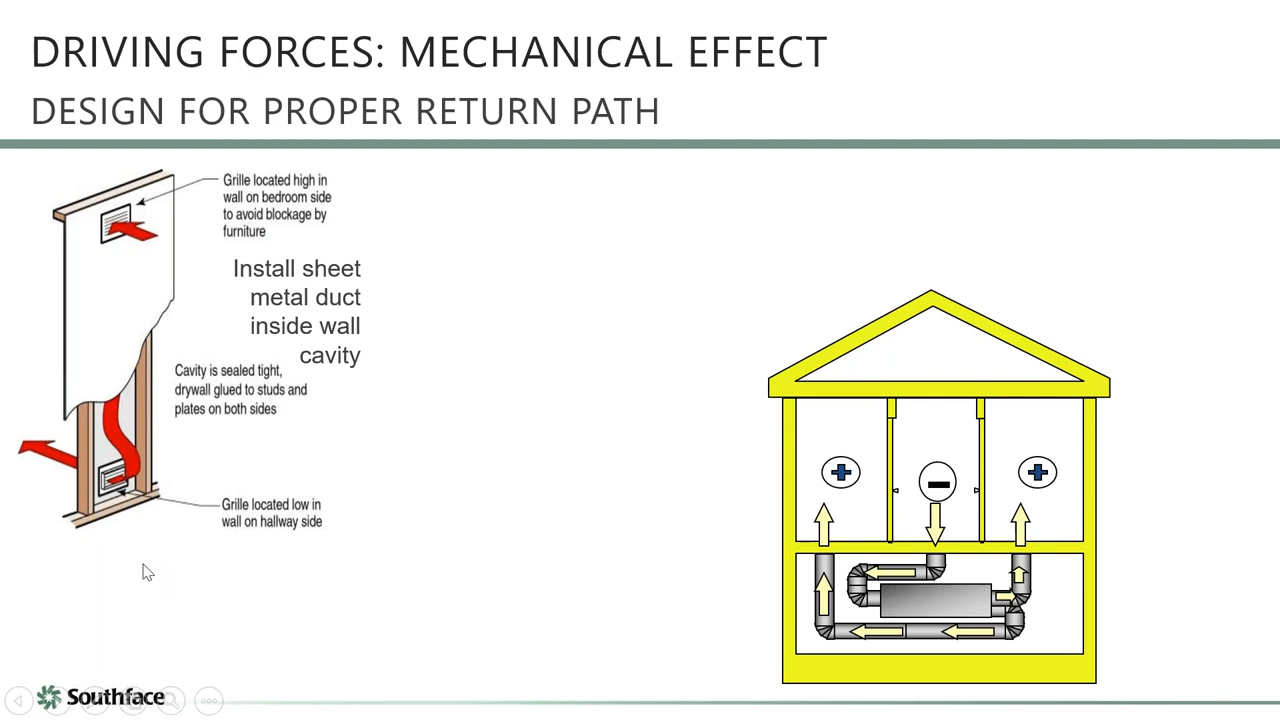 DRIVING FORCES: MECHANICAL EFFECT
DESIGN FOR PROPER RETURN PATH
Grille located high in
wall on bedroom side
to avoid blockage by
furniture
Install sheet
metal duct
inside wall
cavity
Cavity is sealed tight,
drywall glued to studs and
plates on both sides
Grille located low in
wall on hallway side
Southface